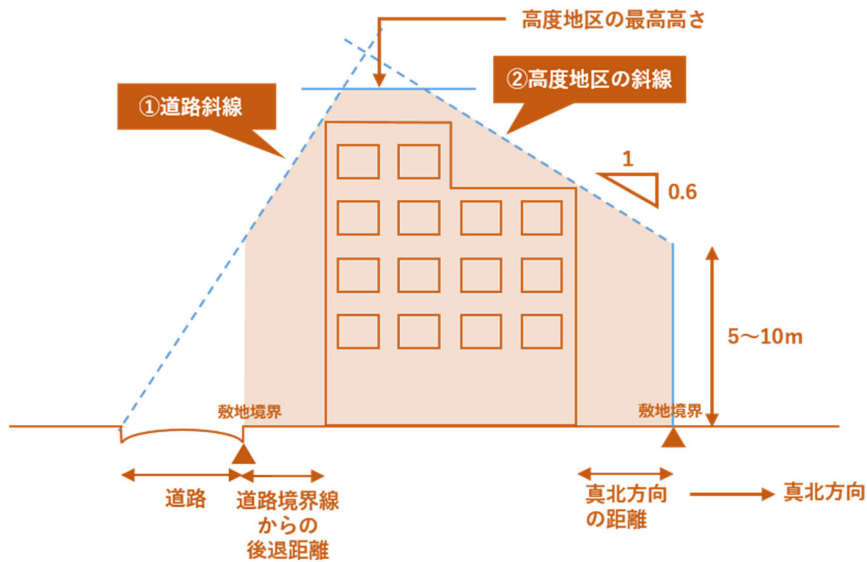 高度地区の最高高さ
①道路斜線
②高度地区の斜線
1
0.6
5～10m
敷地境界
敷地境界
道路
道路境界線
からの
後退距離
真北方向
の距離
真北方向